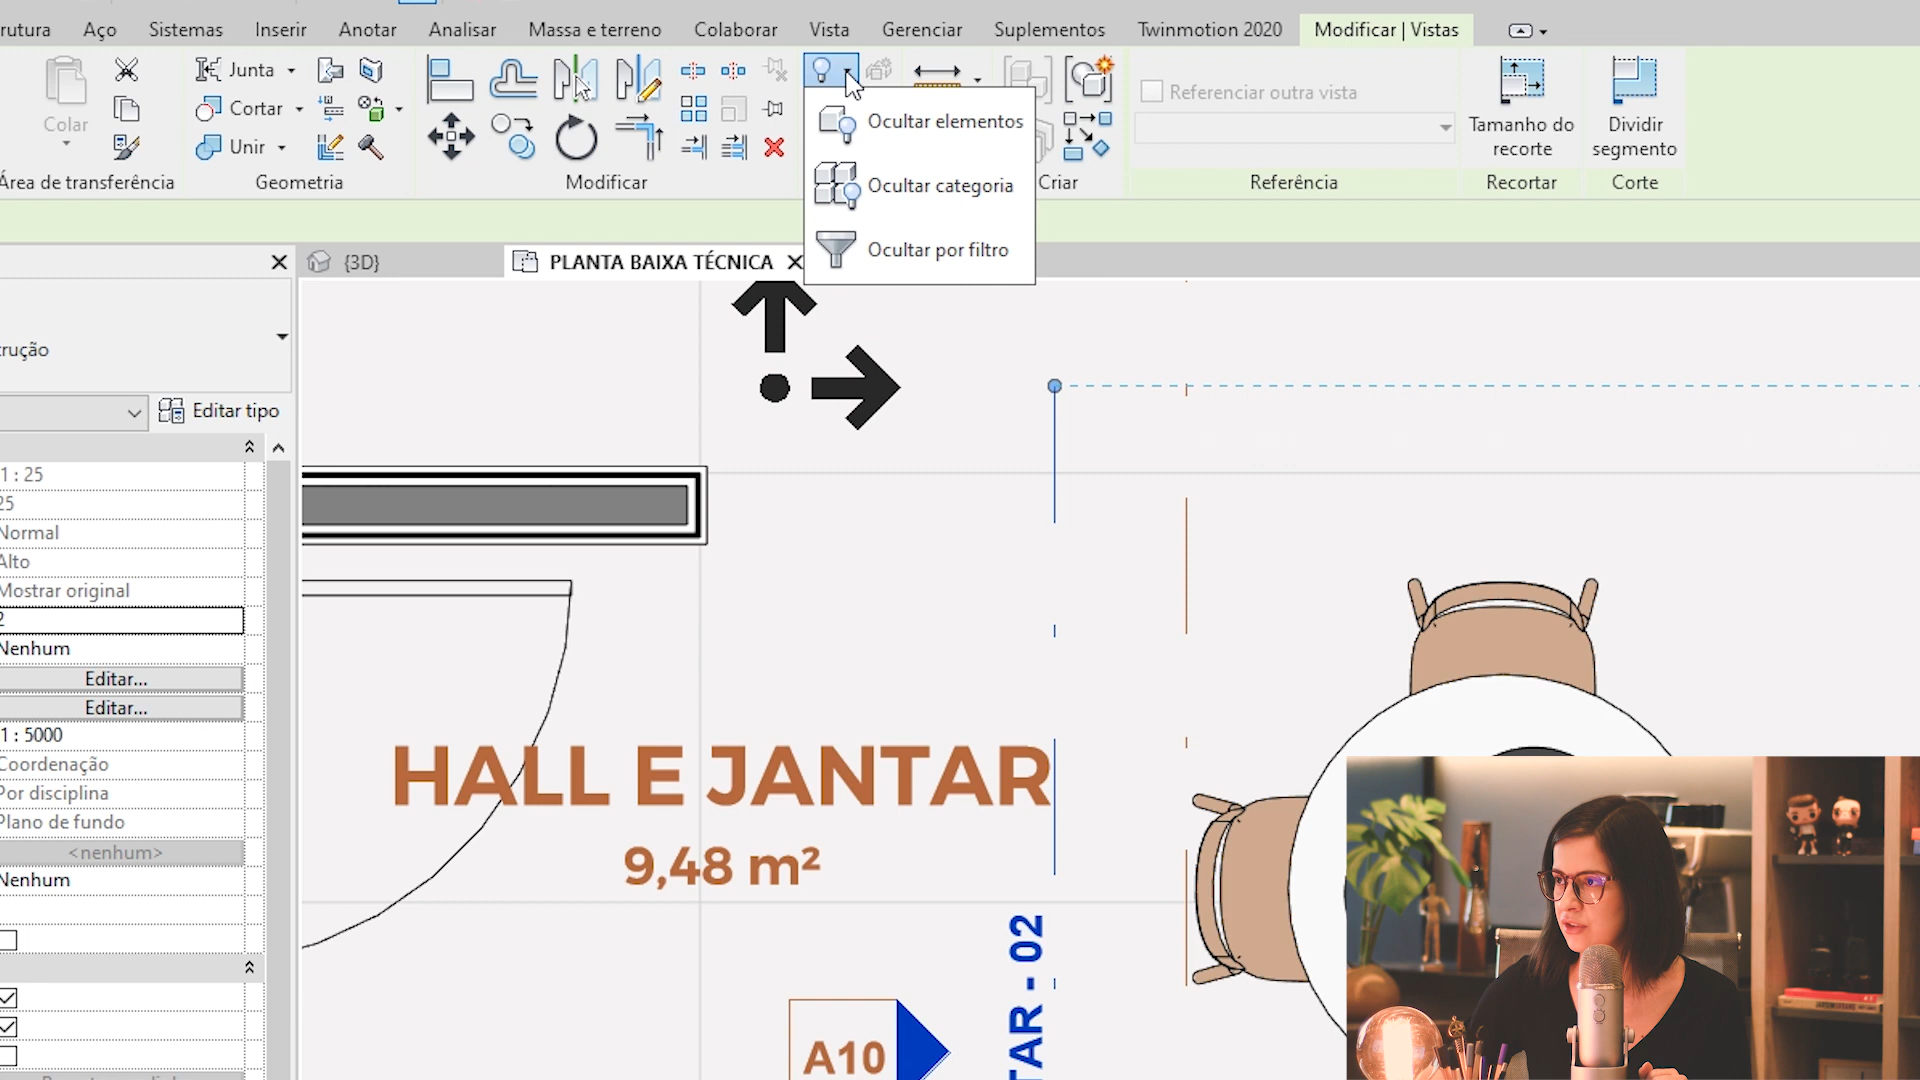 rutura Aço Sistemas Inserir Anotar Analisar Massa e terreno Colaborar Vista Gerenciar Suplementos Twinmotion 2020 Modificar | Vistas
Colar
Junta
Cortar
Unir
Área de transferência
Geometria
Modificar
Ocultar elementos
Ocultar categoria
Ocultar por filtro
Criar
Referenciar outra vista
Referência
Tamanho do
recorte
Recortar
Dividir
segmento
Corte
{3D}
PLANTA BAIXA TÉCNICA
rução
Editar tipo
1 : 25
25
Normal
Alto
Mostrar original
2
Nenhum
Editar...
Editar...
1 : 5000
Coordenação
Por disciplina
Plano de fundo
<nenhum>
Nenhum
HALL E JANTAR
9,48 m²
TAR - 02
A10